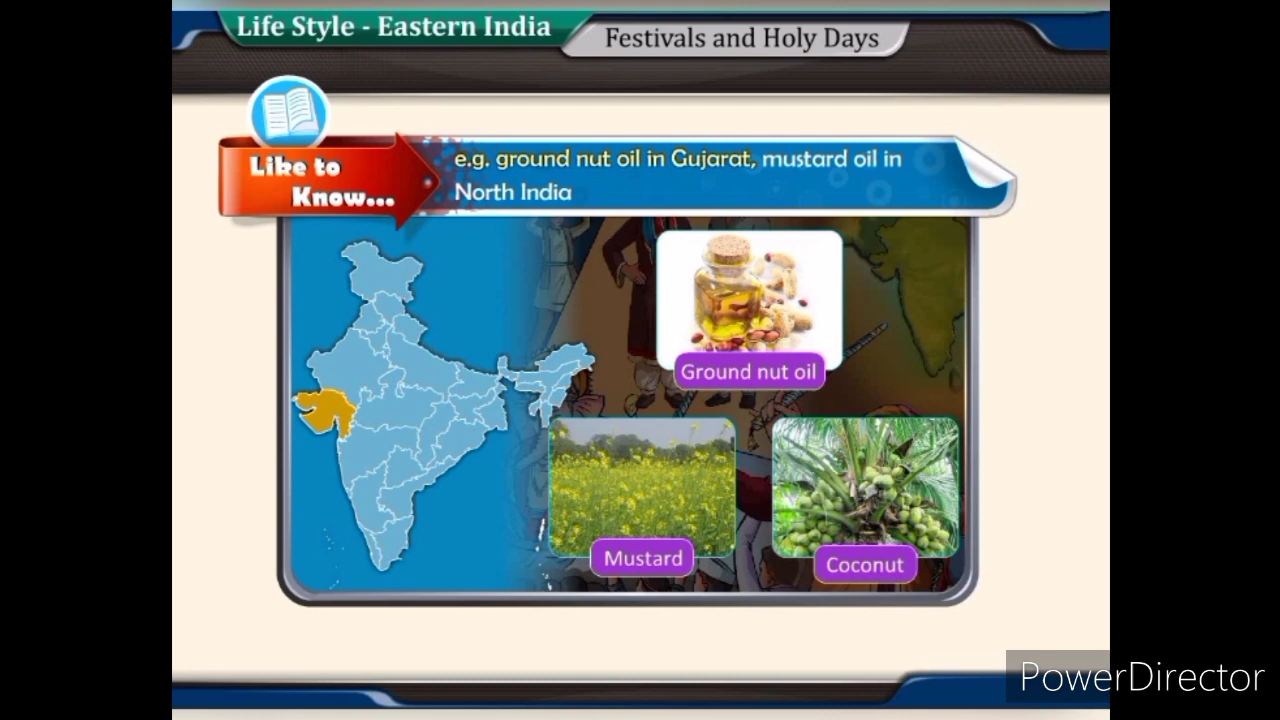 Life Style - Eastern India
Festivals and Holy Days
Like to
Know...
e.g. ground nut oil in Gujarat, mustard oil in
North India
Ground nut oil
Mustard
Coconut
PowerDirector